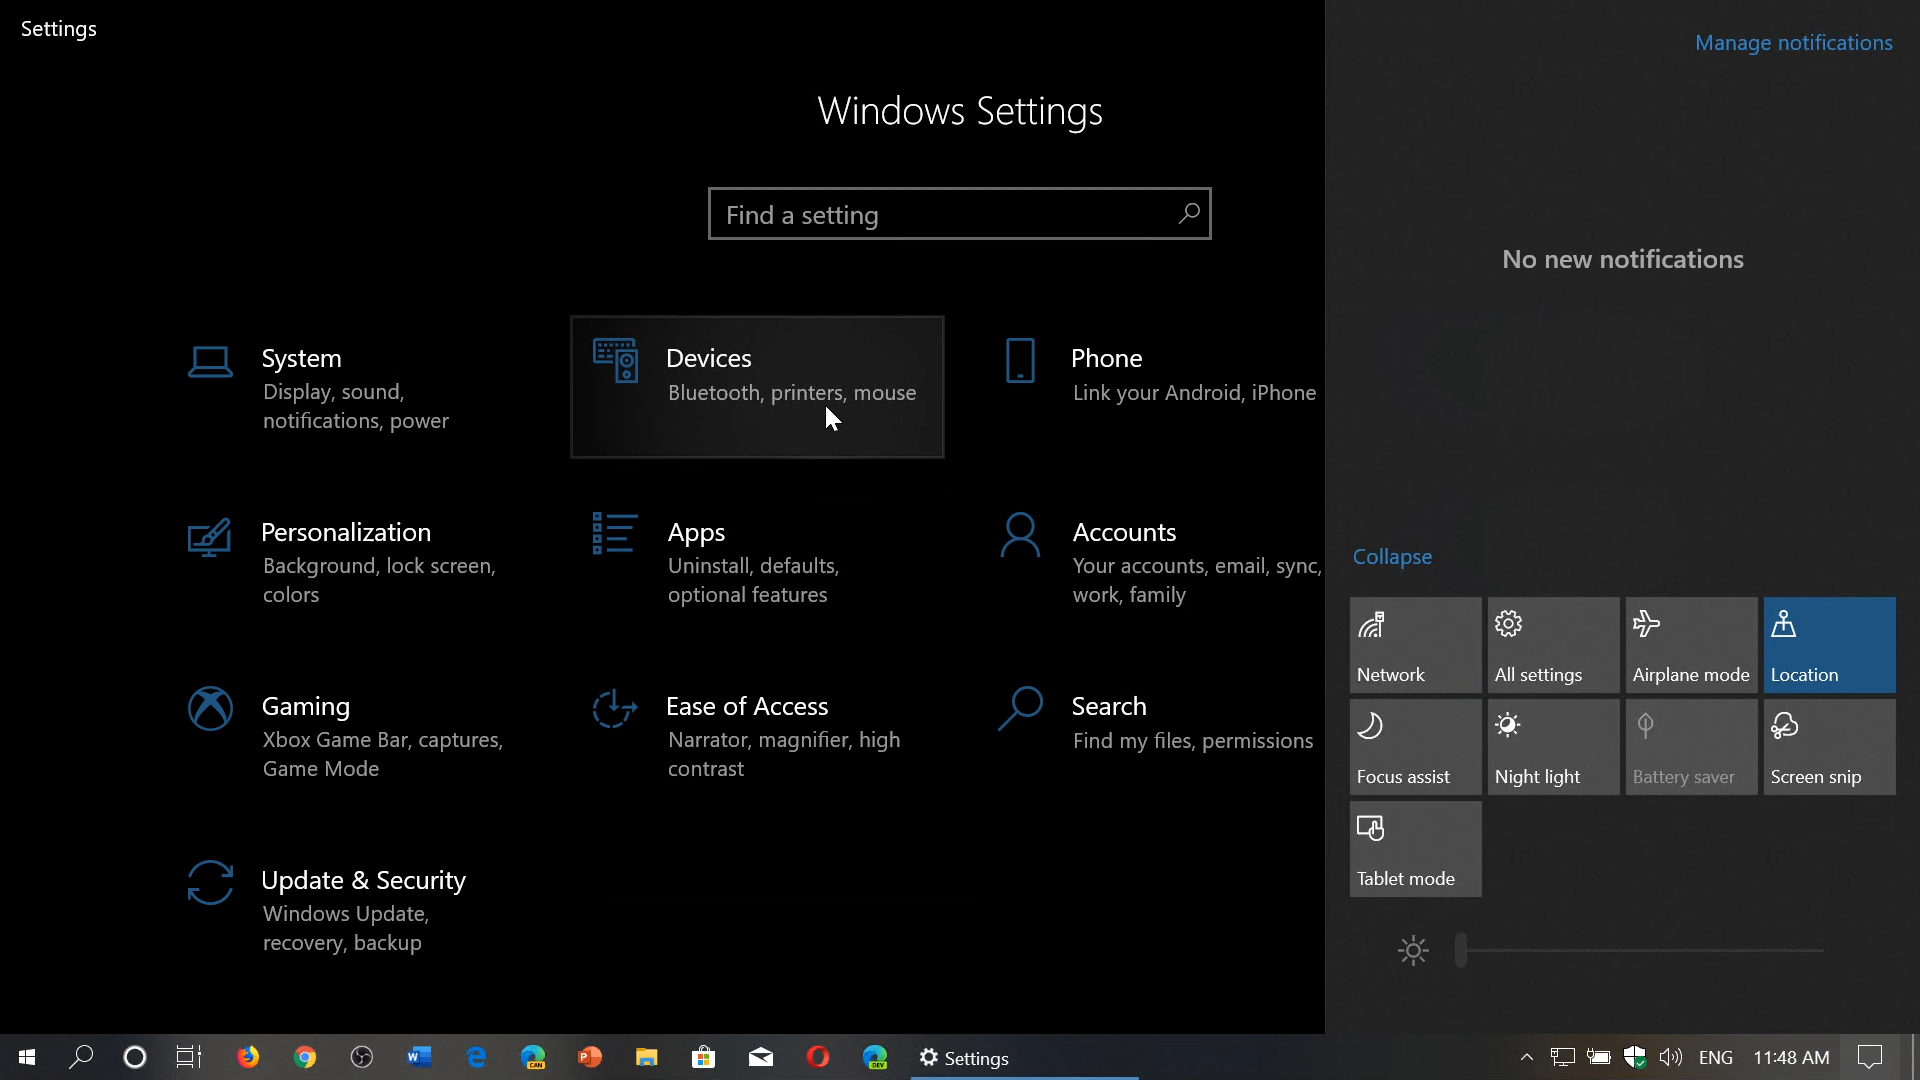 Settings
Windows Settings
Find a setting
System
Display, sound,
notifications, power
Devices
Bluetooth, printers, mouse
Phone
Link your Android, iPhone
Personalization
Background, lock screen,
colors
Apps
Uninstall, defaults,
optional features
Accounts
Your accounts, email, sync,
work, family
Gaming
Xbox Game Bar, captures,
Game Mode
Ease of Access
Narrator, magnifier, high
contrast
Search
Find my files, permissions
Update & Security
Windows Update,
recovery, backup
Manage notifications
No new notifications
Collapse
Network
All settings
Airplane mode
Location
Focus assist
Night light
Battery saver
Screen snip
Tablet mode
W
CAN
P
DEV
Settings
ENG
11:48 AM